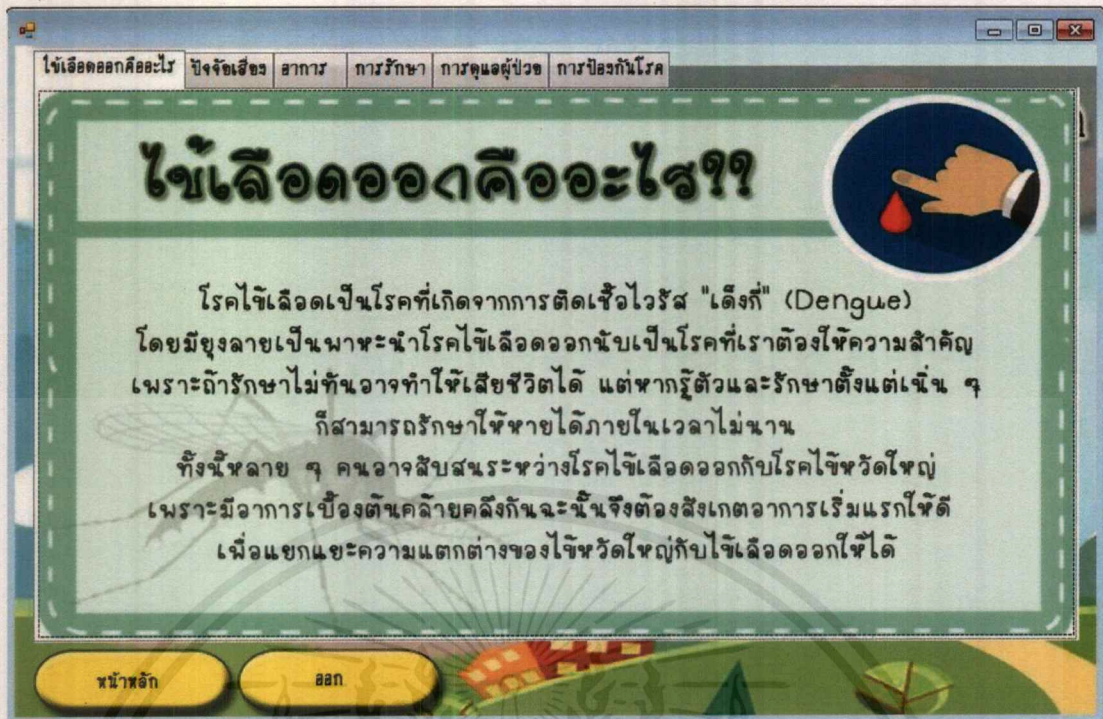 ไข้เลือดออกคืออะไร ปัจจัยเสี่ยง อาการ การรักษา การดูแลผู้ป่วย การป้องกันโรค
ไข้เลือดออกคืออะไร??
โรคไข้เลือดเป็นโรคที่เกิดจากการติดเชื้อไวรัส "เด็งกี่" (Dengue)
โดยมียุงลายเป็นพาหะนำโรคไข้เลือดออกนับเป็นโรคที่เราต้องให้ความสำคัญ
เพราะถ้ารักษาไม่ทันอาจทำให้เสียชีวิตได้ แต่หากรู้ตัวและรักษาตั้งแต่เนิ่น ๆ
ก็สามารถรักษาให้หายได้ภายในเวลาไม่นาน
ทั้งนี้หลาย ๆ คนอาจสับสนระหว่างโรคไข้เลือดออกกับโรคไข้หวัดใหญ่
เพราะมีอาการเบื้องต้นคล้ายคลึงกันฉะนั้นจึงต้องสังเกตอาการเริ่มแรกให้ดี
เพื่อแยกแยะความแตกต่างของไข้หวัดใหญ่กับไข้เลือดออกให้ได้
หน้าหลัก ออก